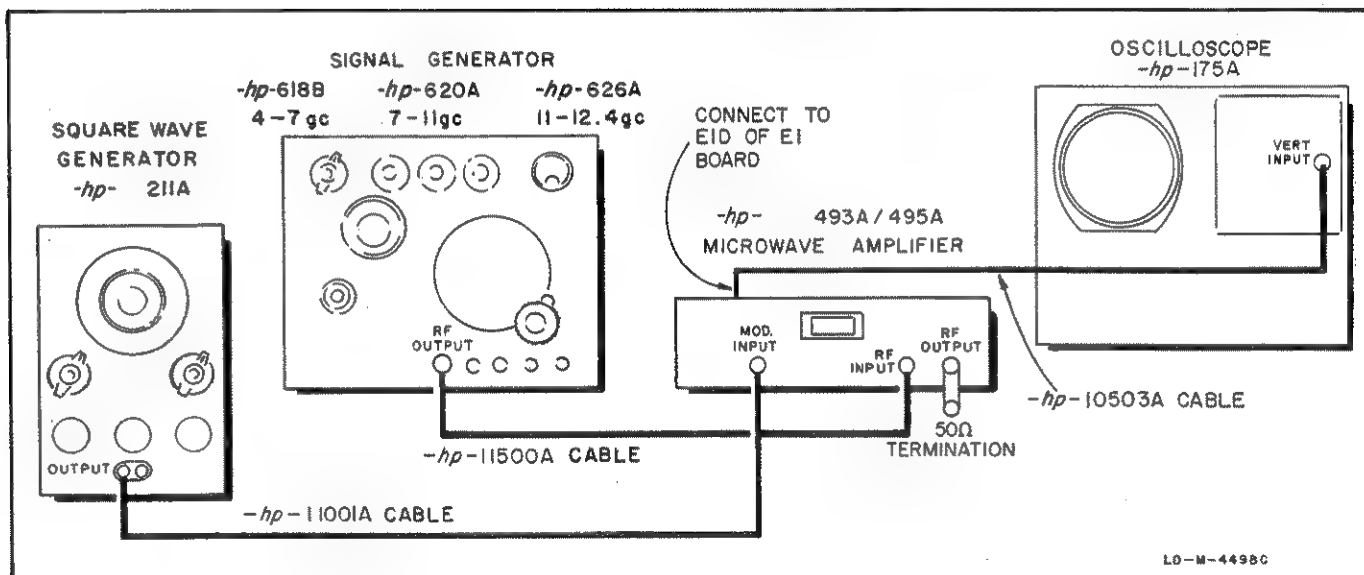 SIGNAL GENERATOR
-hp-618B -hp-620A -hp-626A
4-7gc 7-11gc 11-12.4gc
SQUARE WAVE
GENERATOR
-hp- 211A
OUTPUT
RF
OUTPUT
CONNECT TO
E1D OF E1
BOARD
-hp- 493A/495A
MICROWAVE AMPLIFIER
MOD.
INPUT
RF
INPUT
RF
OUTPUT
50Ω
TERMINATION
OSCILLOSCOPE
-hp-175A
VERT
INPUT
-hp-10503A CABLE
-hp-11500A CABLE
-hp-11001A CABLE
LD-M-4498C